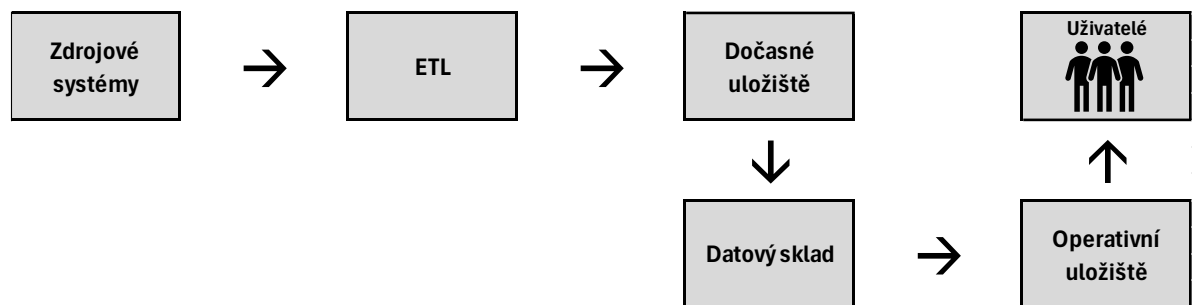 Zdrojové
systémy
ETL
Dočasné
uložiště
Uživatelé
Datový sklad
Operativní
uložiště